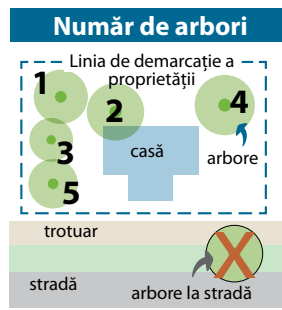 Număr de arbori
Linia de demarcație a
proprietății
1
2
4
3
casă
arbore
5
trotuar
X
stradă
arbore la stradă